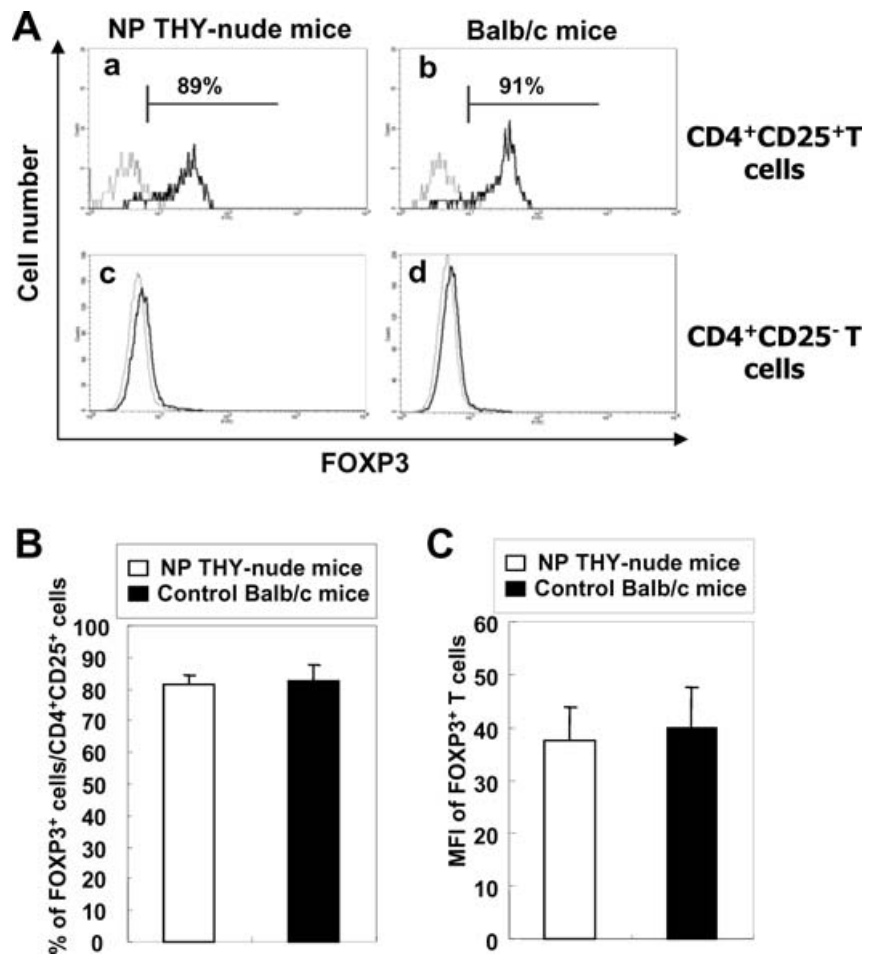 A
NP THY-nude mice
Balb/c mice
a
89%
b
91%
CD4⁺CD25⁺T
cells
Cell number
c
d
CD4⁺CD25⁻ T
cells
FOXP3
B
NP THY-nude mice
Control Balb/c mice
% of FOXP3⁺ cells/CD4⁺CD25⁺ cells
100
90
80
70
60
50
40
30
20
10
0
C
NP THY-nude mice
Control Balb/c mice
MFI of FOXP3⁺ T cells
60
50
40
30
20
10
0